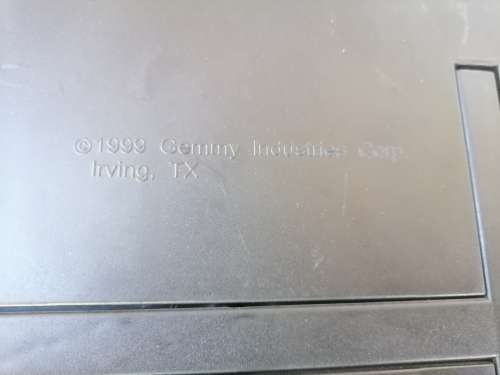 ©1999 Gemmy Industries Corp.
Irving, TX